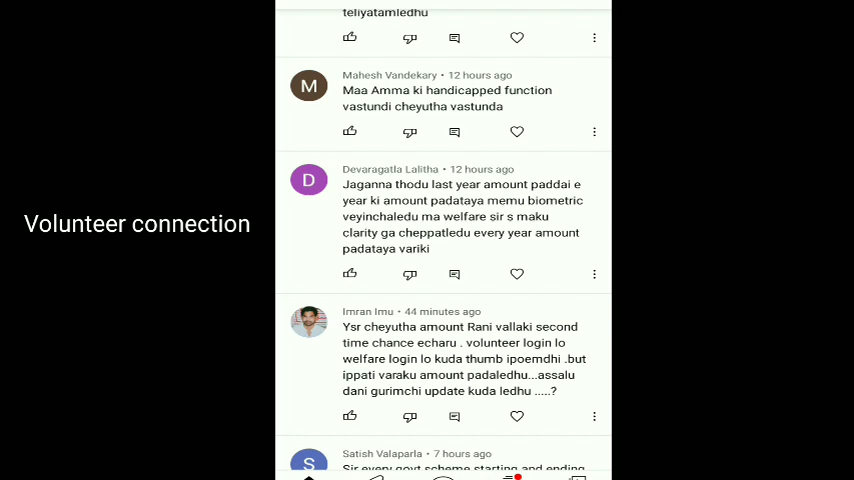 teliyatamledhu
Mahesh Vandekary • 12 hours ago
M
Maa Amma ki handicapped function
vastundi cheyutha vastunda
Devaragatla Lalitha • 12 hours ago
D
Jaganna thodu last year amount paddai e
year ki amount padataya memu biometric
veyinchaledu ma welfare sir s maku
Volunteer connection
clarity ga cheppatledu every year amount
padataya variki
Imran Imu • 44 minutes ago
Ysr cheyutha amount Rani vallaki second
time chance echaru . volunteer login lo
welfare login lo kuda thumb ipoemdhi .but
ippati varaku amount padaledhu...assalu
dani gurimchi update kuda ledhu .....?
Satish Valaparla • 7 hours ago
S
Sir every govt scheme starting and ending